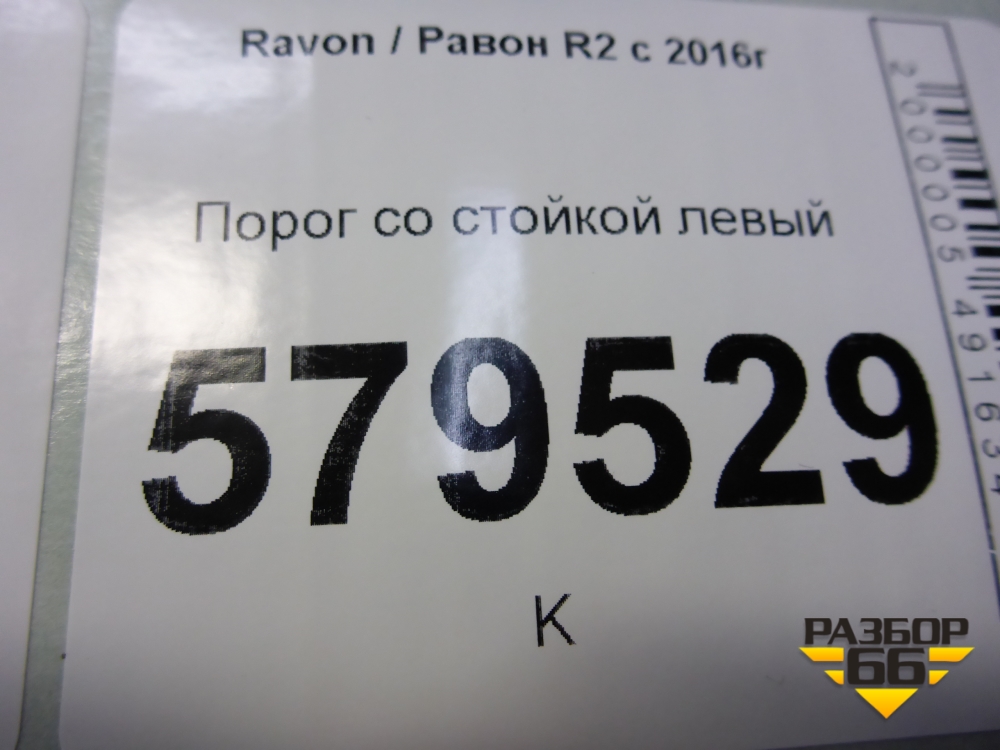 Ravon / Равон R2 с 2016г
Порог со стойкой левый
579529
К
2000005491634
РАЗБОР
66